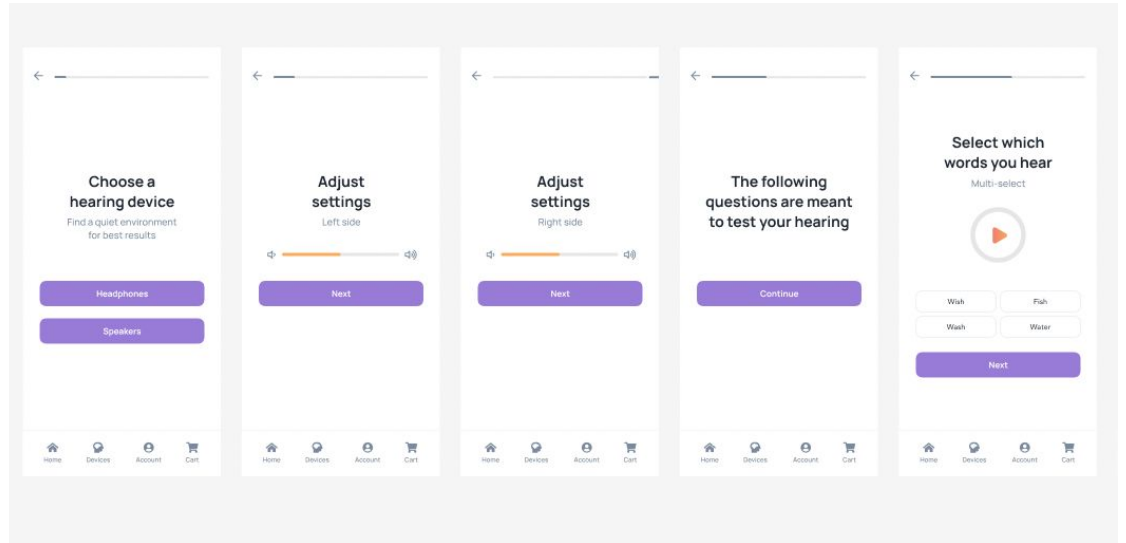 Choose a
hearing device
Find a quiet environment
for best results
Headphones
Speakers
Home Devices Account Cart
Adjust
settings
Left side
Next
Home Devices Account Cart
Adjust
settings
Right side
Next
Home Devices Account Cart
The following
questions are meant
to test your hearing
Continue
Home Devices Account Cart
Select which
words you hear
Multi-select
Wish Fish
Wash Water
Next
Home Devices Account Cart